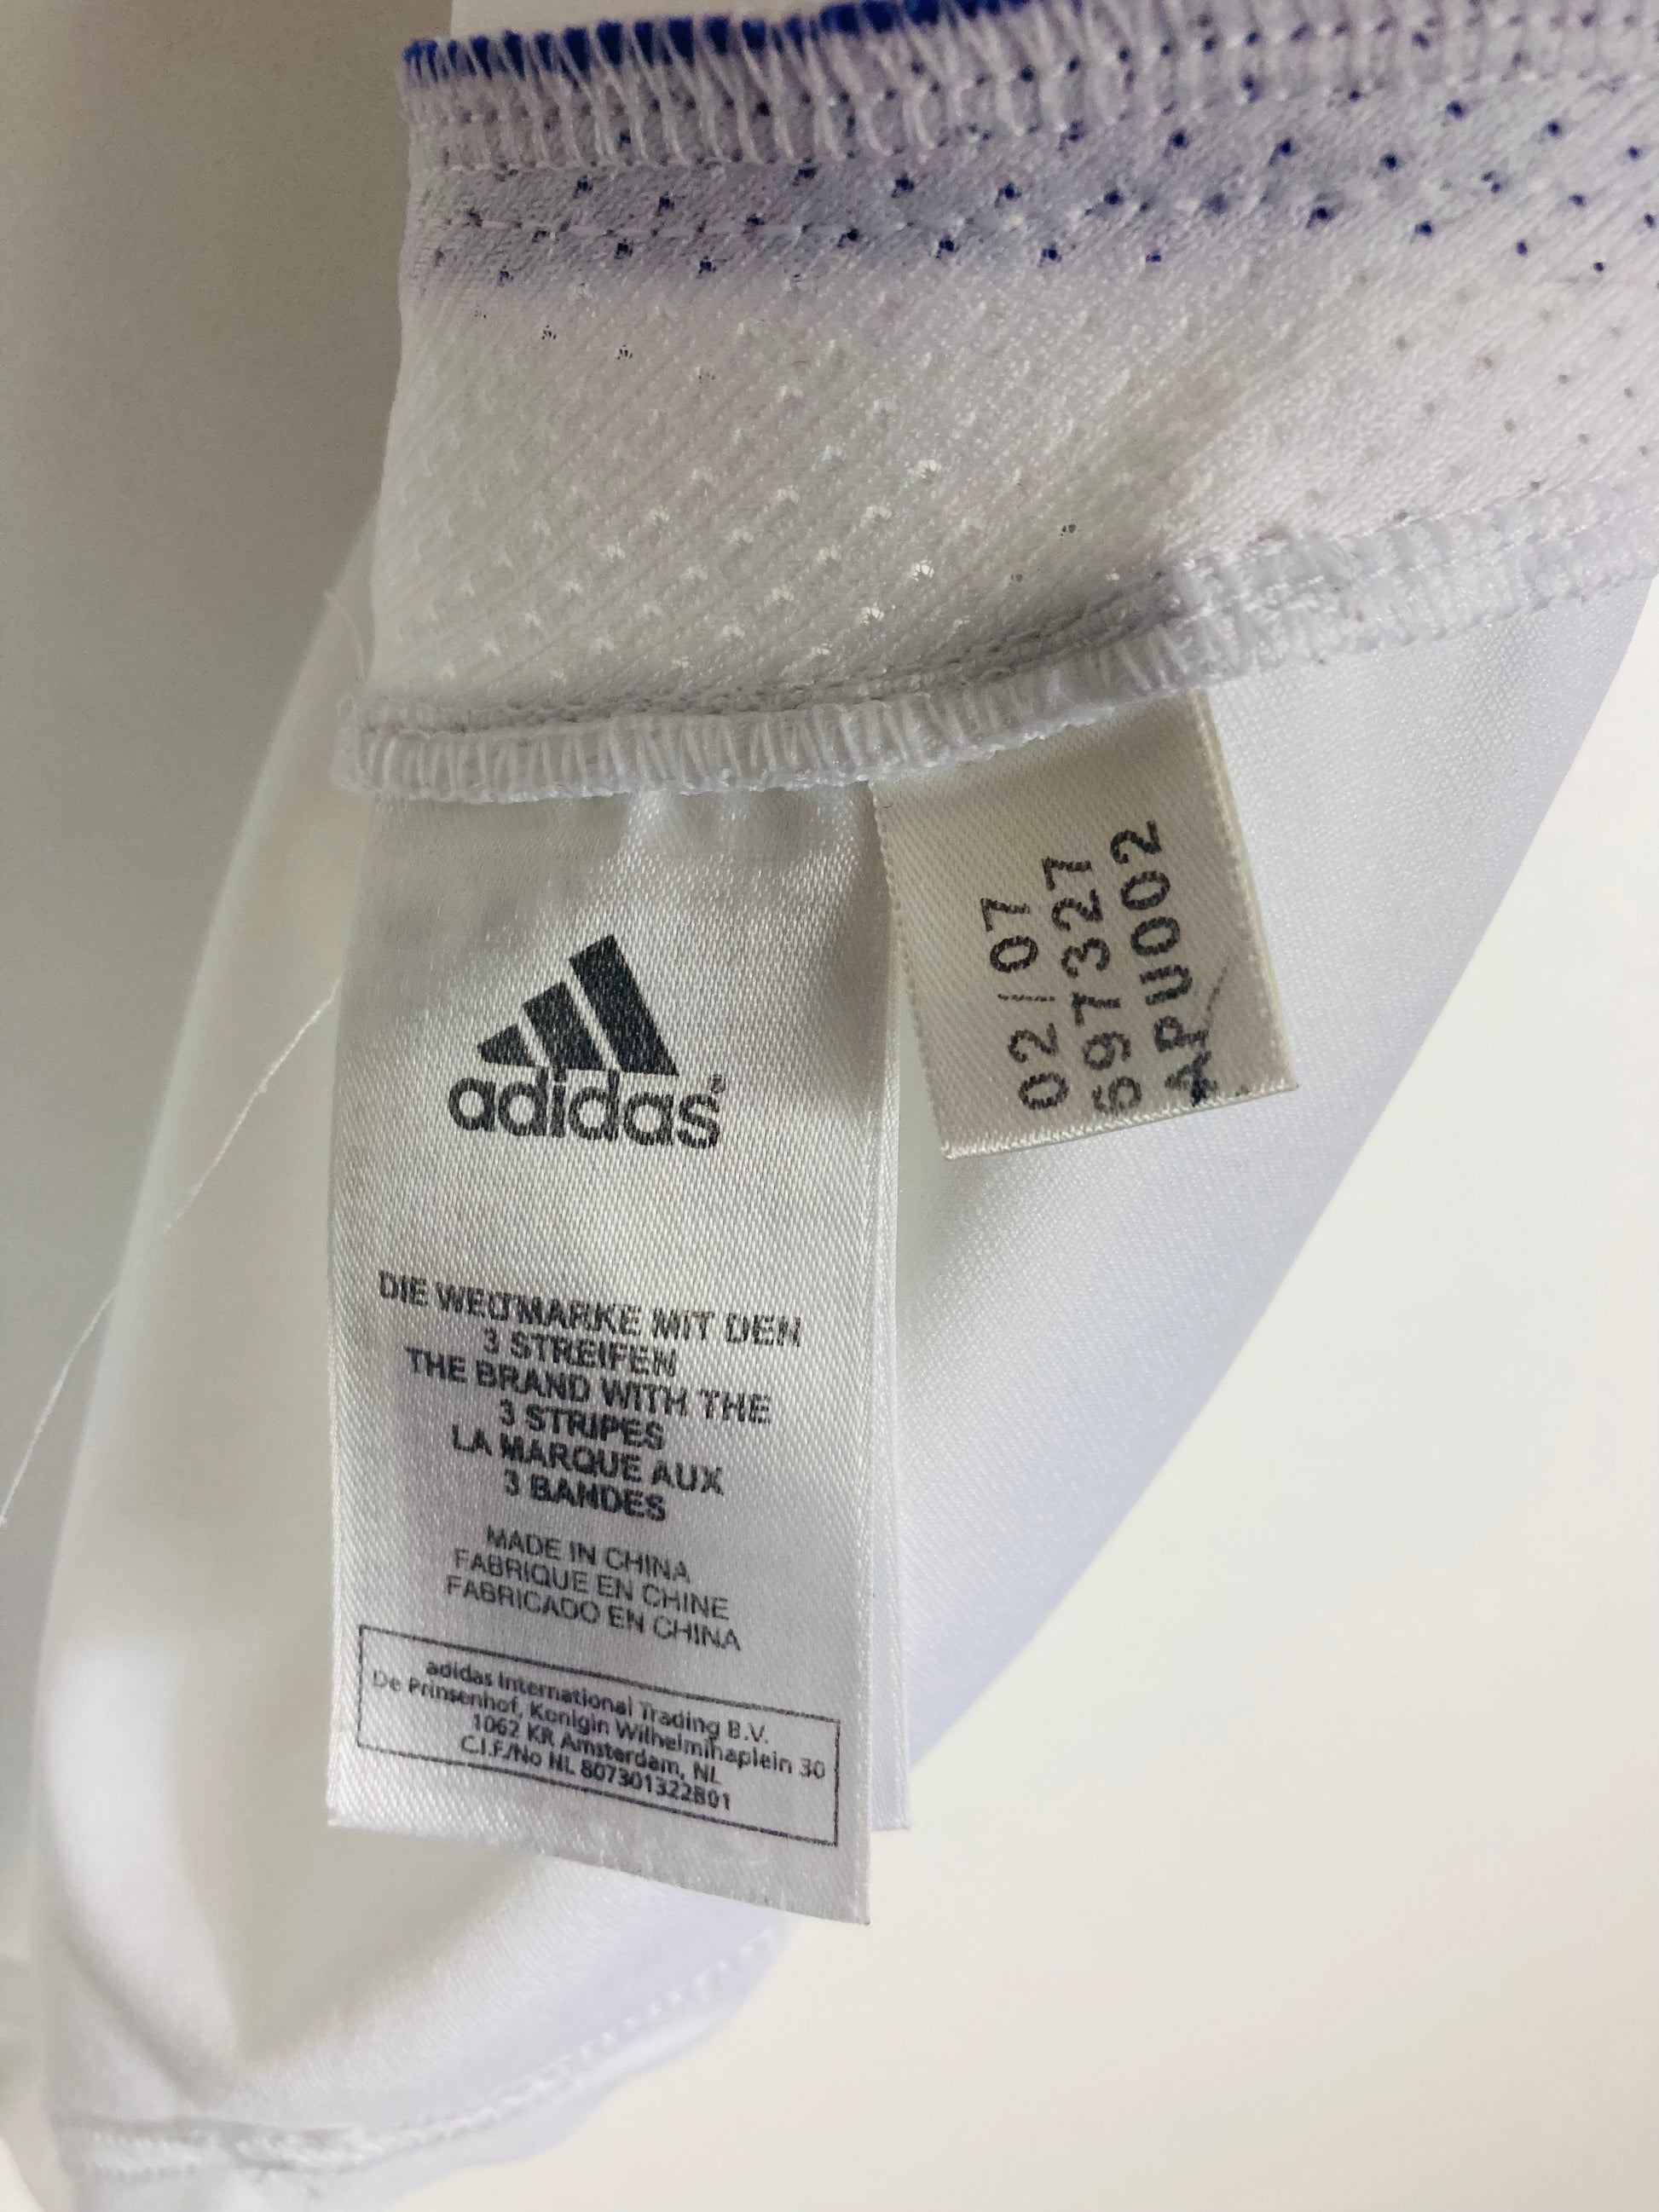 adidas®
DIE WELTMARKE MIT DEN
3 STREIFEN
THE BRAND WITH THE
3 STRIPES
LA MARQUE AUX
3 BANDES
MADE IN CHINA
FABRIQUE EN CHINE
FABRICADO EN CHINA
adidas International Trading B.V.
De Prinsenhof, Konigin Wilhelminaplein 30
1062 KR Amsterdam, NL
C.I.F./No NL 807301322B01
02/07
697327
APU002